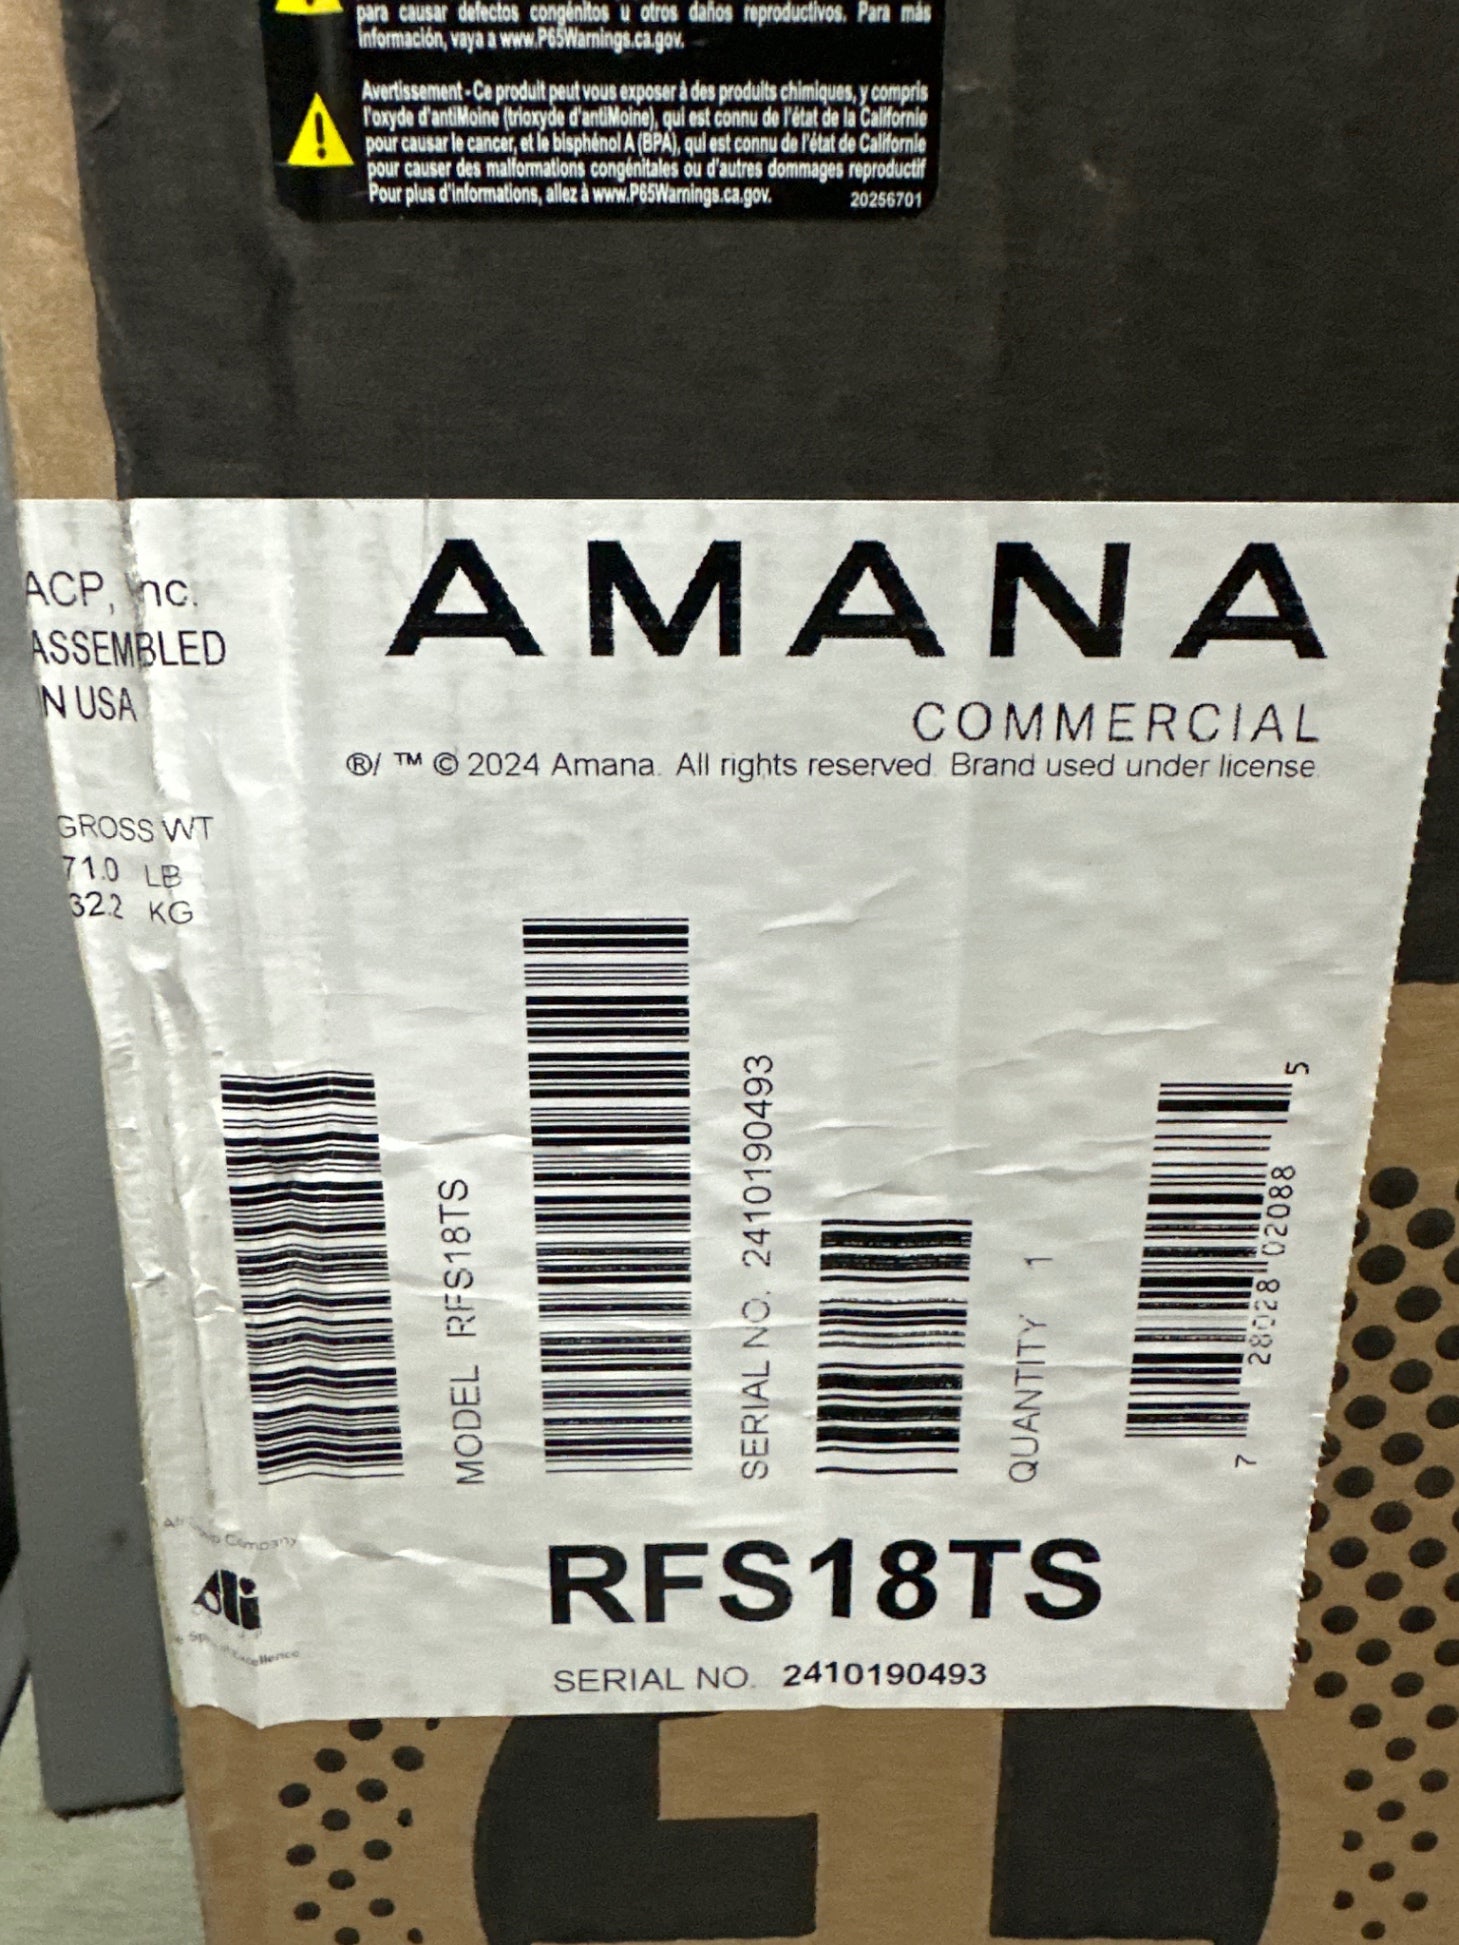 para causar defectos congénitos u otros daños reproductivos. Para más
información, vaya a www.P65Warnings.ca.gov.
Avertissement - Ce produit peut vous exposer à des produits chimiques, y compris
l'oxyde d'antiMoine (trioxyde d'antiMoine), qui est connu de l'état de la Californie
pour causar le cancer, et le bisphénol A (BPA), qui est connu de l'état de Californie
pour causer des malformations congénitales ou d'autres dommages reproductif
Pour plus d'informations, allez à www.P65Warnings.ca.gov.
20256701
ACP, Inc.
ASSEMBLED
N USA
AMANA
COMMERCIAL
®/ ™ © 2024 Amana. All rights reserved. Brand used under license.
GROSS WT
71.0 LB
32.2 KG
MODEL RFS18TS
SERIAL NO. 2410190493
QUANTITY 1
7 28028 02088 5
Company
Ali
RFS18TS
SERIAL NO. 2410190493